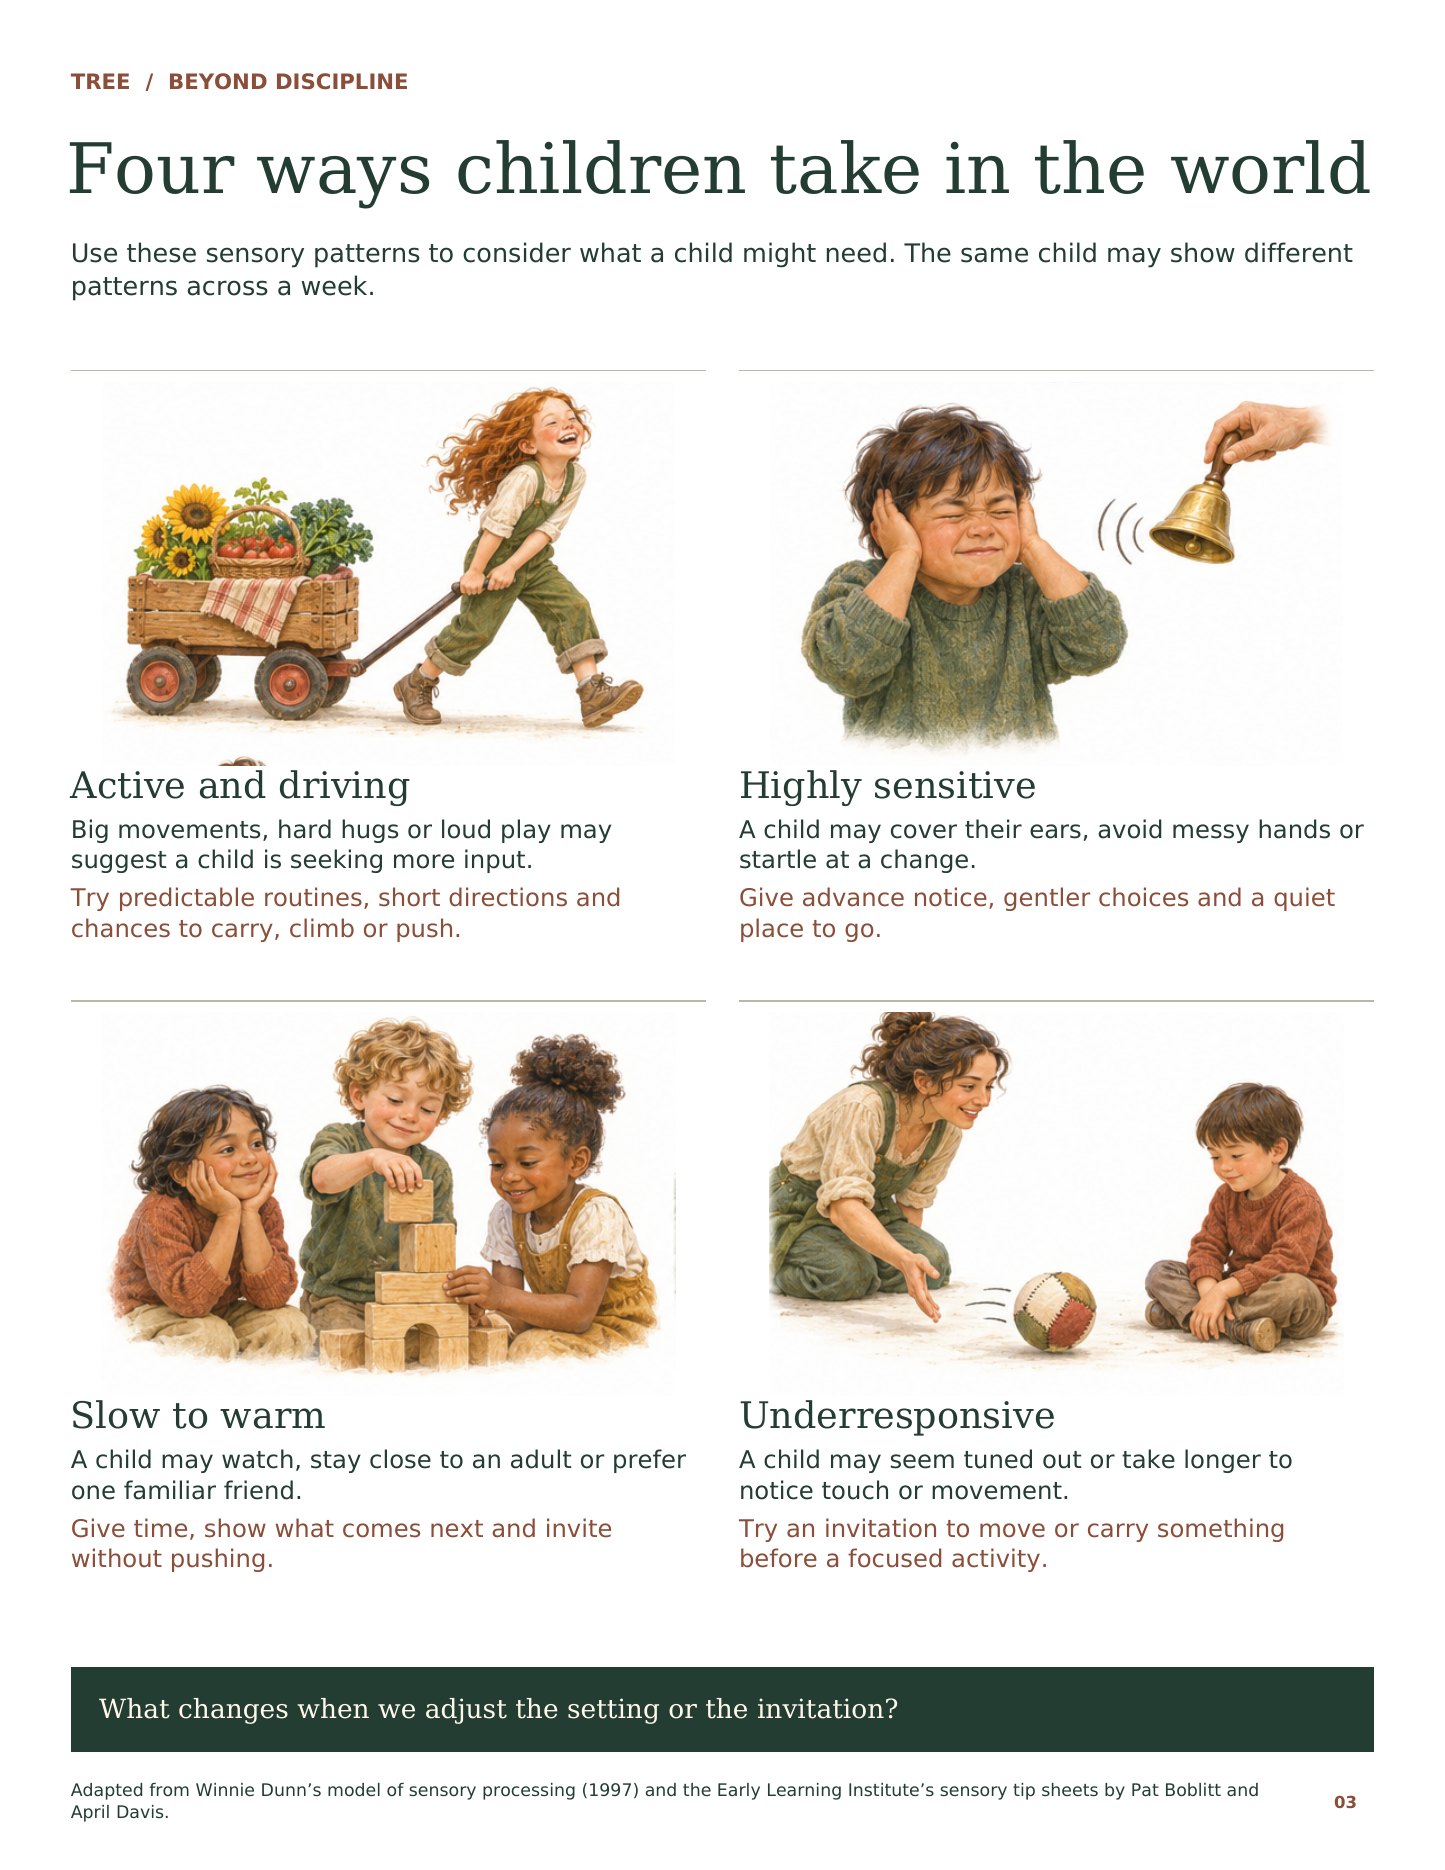 TREE / BEYOND DISCIPLINE
Four ways children take in the world
Use these sensory patterns to consider what a child might need. The same child may show different
patterns across a week.
Active and driving
Big movements, hard hugs or loud play may
suggest a child is seeking more input.
Try predictable routines, short directions and
chances to carry, climb or push.
Highly sensitive
A child may cover their ears, avoid messy hands or
startle at a change.
Give advance notice, gentler choices and a quiet
place to go.
Slow to warm
A child may watch, stay close to an adult or prefer
one familiar friend.
Give time, show what comes next and invite
without pushing.
Underresponsive
A child may seem tuned out or take longer to
notice touch or movement.
Try an invitation to move or carry something
before a focused activity.
What changes when we adjust the setting or the invitation?
Adapted from Winnie Dunn’s model of sensory processing (1997) and the Early Learning Institute’s sensory tip sheets by Pat Boblitt and
April Davis.
03